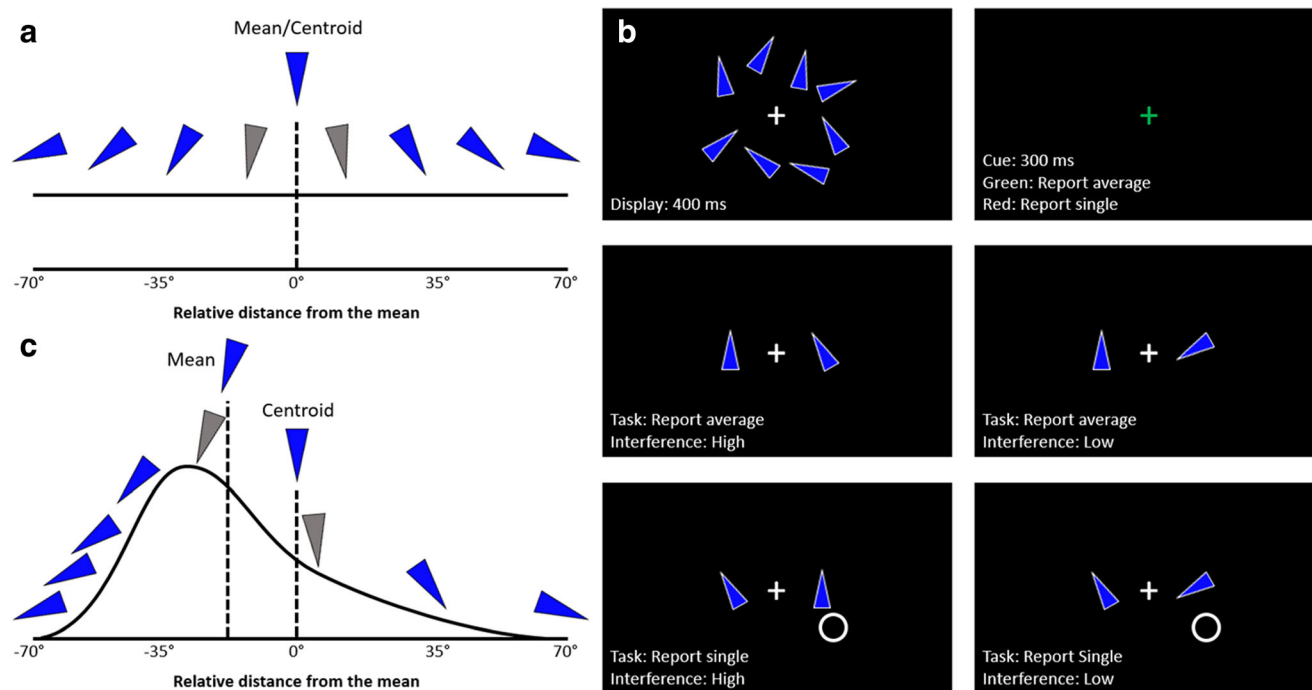 a
Mean/Centroid
-70°
-35°
0°
35°
70°
Relative distance from the mean
b
Display: 400 ms
Cue: 300 ms
Green: Report average
Red: Report single
Task: Report average
Interference: High
Task: Report average
Interference: Low
Task: Report single
Interference: High
Task: Report Single
Interference: Low
c
Mean
Centroid
-70°
-35°
0°
35°
70°
Relative distance from the mean